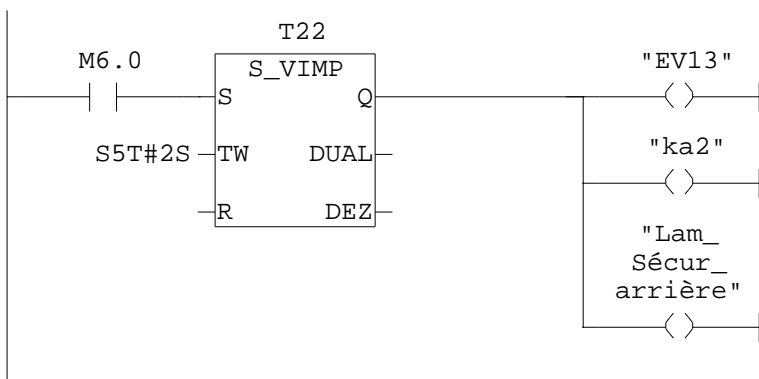 T22
M6.0
S_VIMP
"EV13"
S
Q
S5T#2S
TW
DUAL
"ka2"
R
DEZ
"Lam_
Sécur_
arrière"